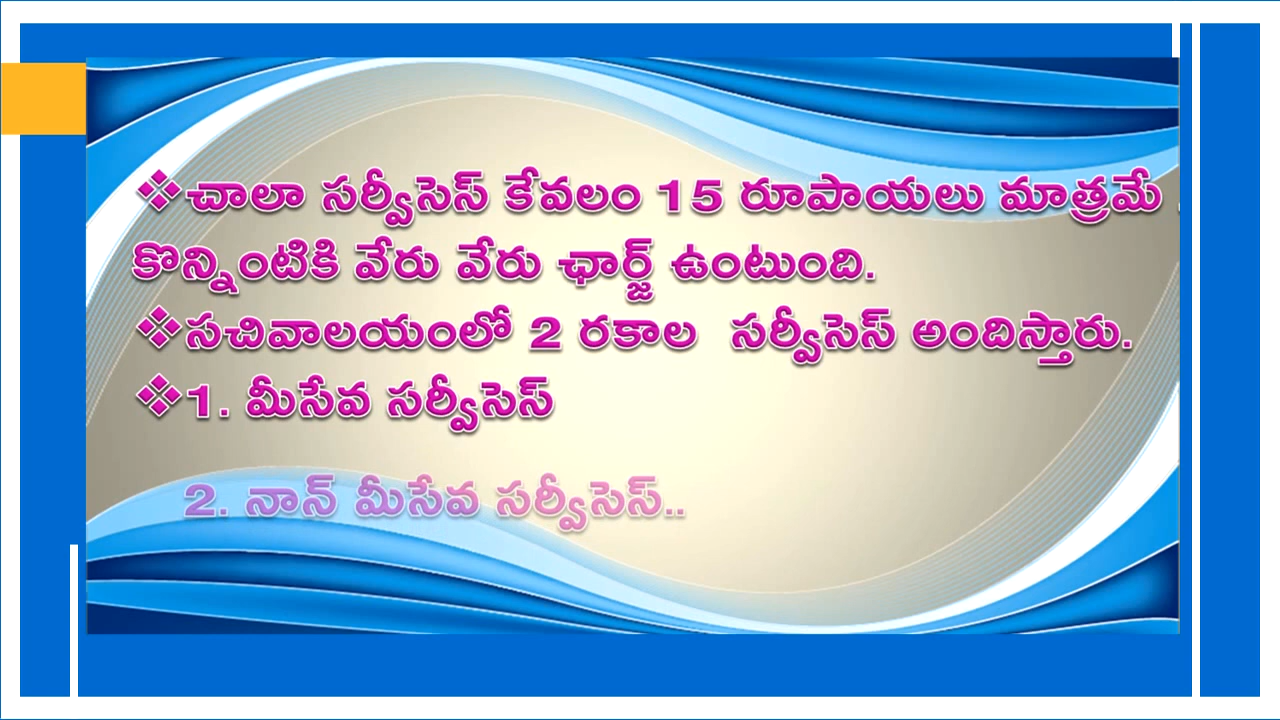 ❖చాలా సర్వీసెస్ కేవలం 15 రూపాయలు మాత్రమే .
కొన్నింటికి వేరు వేరు ఛార్జ్ ఉంటుంది.
❖సచివాలయంలో 2 రకాల సర్వీసెస్ అందిస్తారు.
❖1. మీసేవ సర్వీసెస్
2. నాన్ మీసేవ సర్వీసెస్..